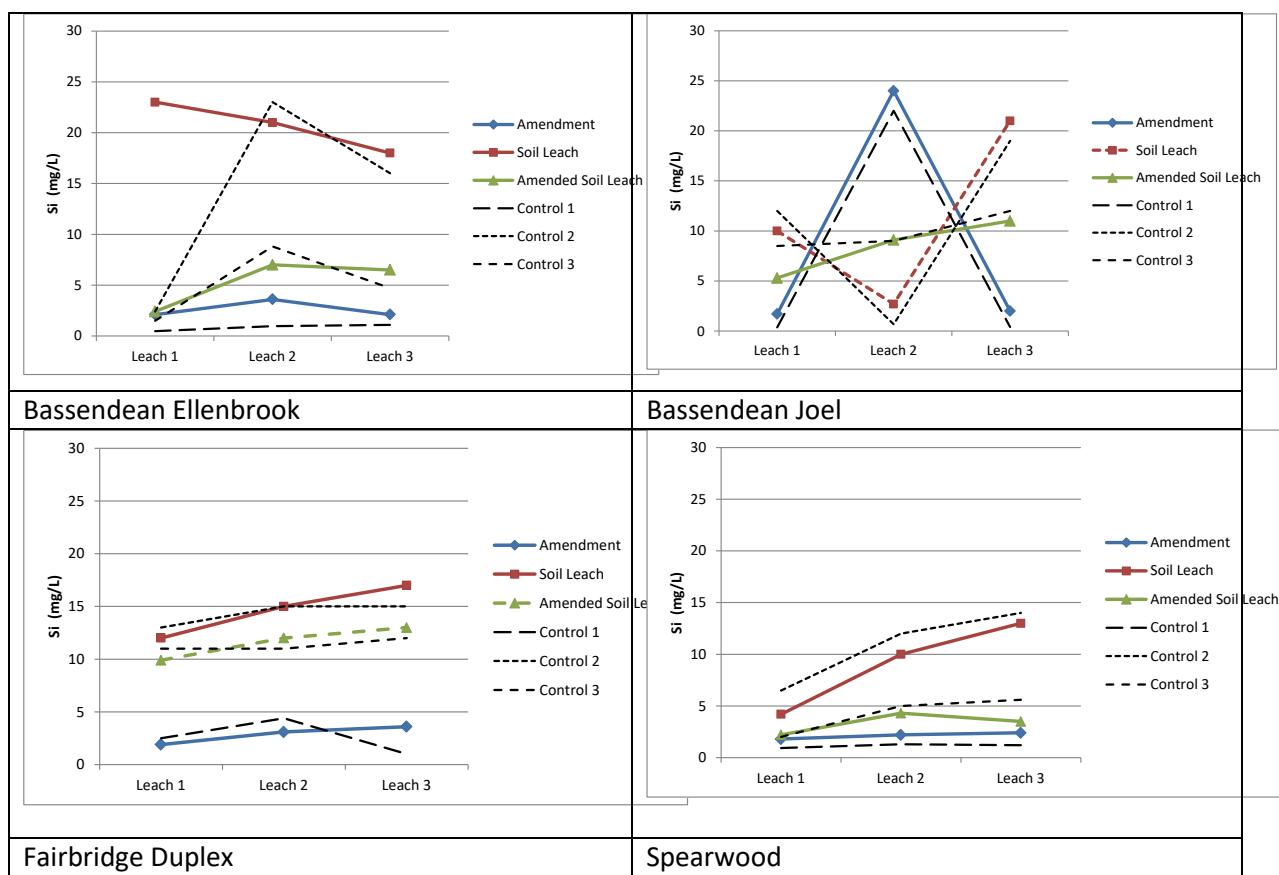 30
25
20
15
10
5
0
Si (mg/L)
Leach 1 Leach 2 Leach 3
Amendment
Soil Leach
Amended Soil Leach
Control 1
Control 2
Control 3
30
25
20
15
10
5
0
Si (mg/L)
Leach 1 Leach 2 Leach 3
Amendment
Soil Leach
Amended Soil Leach
Control 1
Control 2
Control 3
Bassendean Ellenbrook
Bassendean Joel
30
25
20
15
10
5
0
Si (mg/L)
Leach 1 Leach 2 Leach 3
Amendment
Soil Leach
Amended Soil Le
Control 1
Control 2
Control 3
30
25
20
15
10
5
0
Si (mg/L)
Leach 1 Leach 2 Leach 3
Amendment
Soil Leach
Amended Soil Leach
Control 1
Control 2
Control 3
Fairbridge Duplex
Spearwood